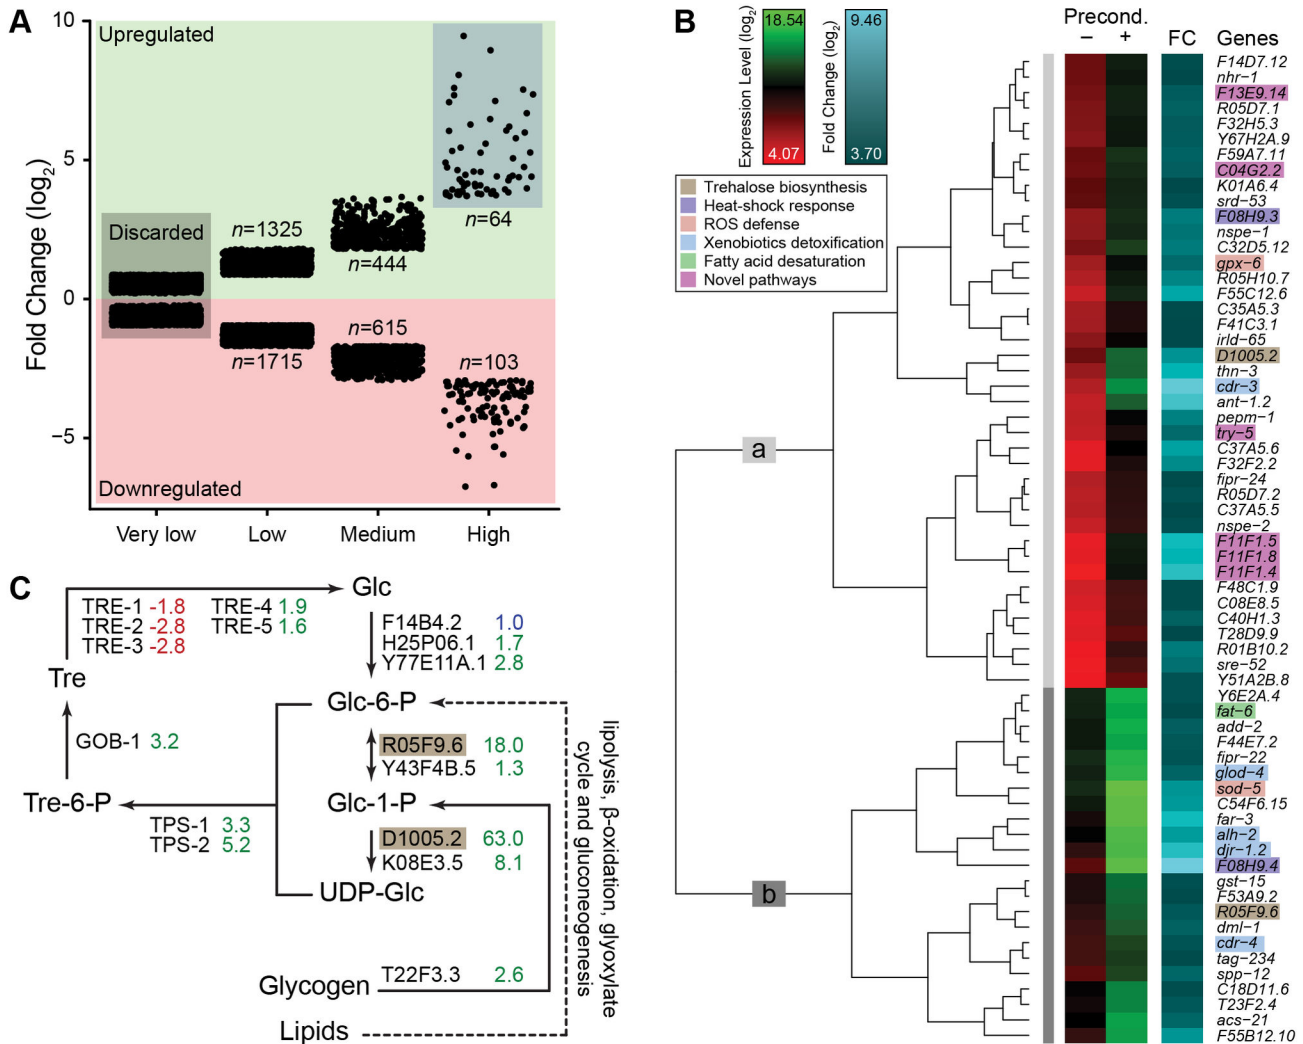 A
10
5
0
−5
Fold Change (log2)
Upregulated
Discarded
n=1325
n=444
n=64
n=1715
n=615
n=103
Downregulated
Very low
Low
Medium
High
B
Expression Level (log2)
18.54
4.07
Fold Change (log2)
9.46
3.70
Trehalose biosynthesis
Heat-shock response
ROS defense
Xenobiotics detoxification
Fatty acid desaturation
Novel pathways
a
b
Precond.
− +
FC
Genes
F14D7.12
nhr−1
F13E9.14
R05D7.1
F32H5.3
Y67H2A.9
F59A7.11
C04G2.2
K01A6.4
srd−53
F08H9.3
nspe−1
C32D5.12
gpx−6
R05H10.7
F55C12.6
C35A5.3
F41C3.1
irld−65
D1005.2
thn−3
cdr−3
ant−1.2
pepm−1
try−5
C37A5.6
F32F2.2
fipr−24
R05D7.2
C37A5.5
nspe−2
F11F1.5
F11F1.8
F11F1.4
F48C1.9
C08E8.5
C40H1.3
T28D9.9
R01B10.2
sre−52
Y51A2B.8
Y6E2A.4
fat−6
add−2
F44E7.2
fipr−22
glod−4
sod−5
C54F6.15
far−3
alh−2
djr−1.2
F08H9.4
gst−15
F53A9.2
R05F9.6
dml−1
cdr−4
tag−234
spp−12
C18D11.6
T23F2.4
acs−21
F55B12.10
C
Glc
TRE-1 -1.8
TRE-2 -2.8
TRE-3 -2.8
TRE-4 1.9
TRE-5 1.6
F14B4.2 1.0
H25P06.1 1.7
Y77E11A.1 2.8
Tre
Glc-6-P
GOB-1 3.2
R05F9.6 18.0
Y43F4B.5 1.3
Tre-6-P
Glc-1-P
TPS-1 3.3
TPS-2 5.2
D1005.2 63.0
K08E3.5 8.1
UDP-Glc
Glycogen
T22F3.3 2.6
Lipids
lipolysis, β-oxidation, glyoxylate
cycle and gluconeogenesis